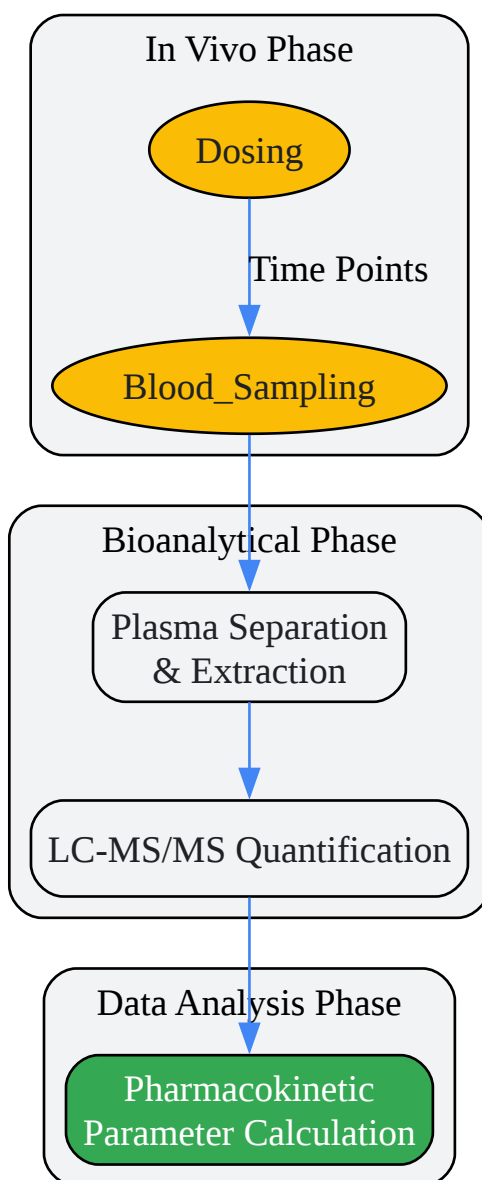 In Vivo Phase
Dosing
Time Points
Blood_Sampling
Bioanalytical Phase
Plasma Separation
& Extraction
LC-MS/MS Quantification
Data Analysis Phase
Pharmacokinetic
Parameter Calculation